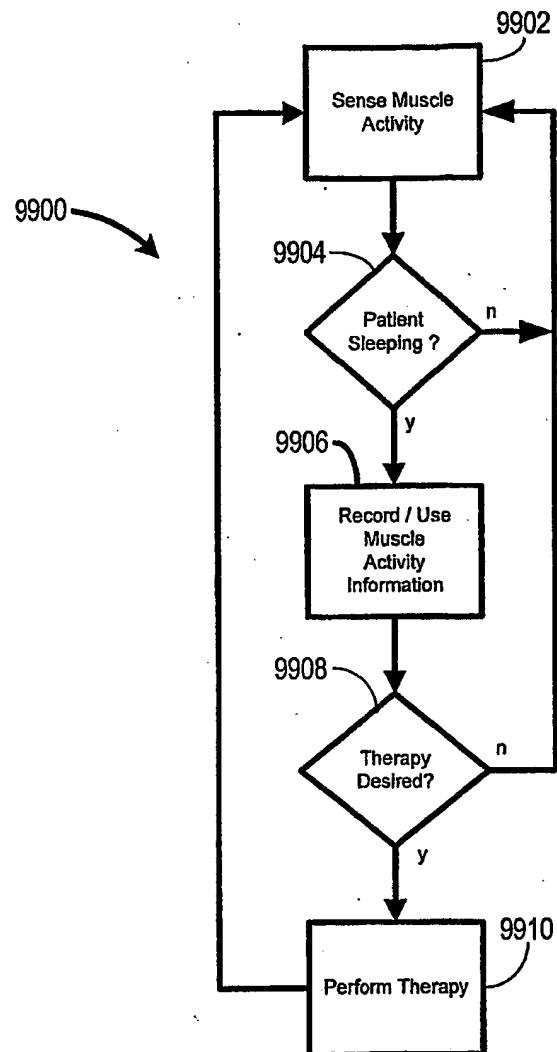 9902
Sense Muscle
Activity
9900
9904
Patient
Sleeping ?
n
y
9906
Record / Use
Muscle
Activity
Information
9908
Therapy
Desired?
n
y
9910
Perform Therapy